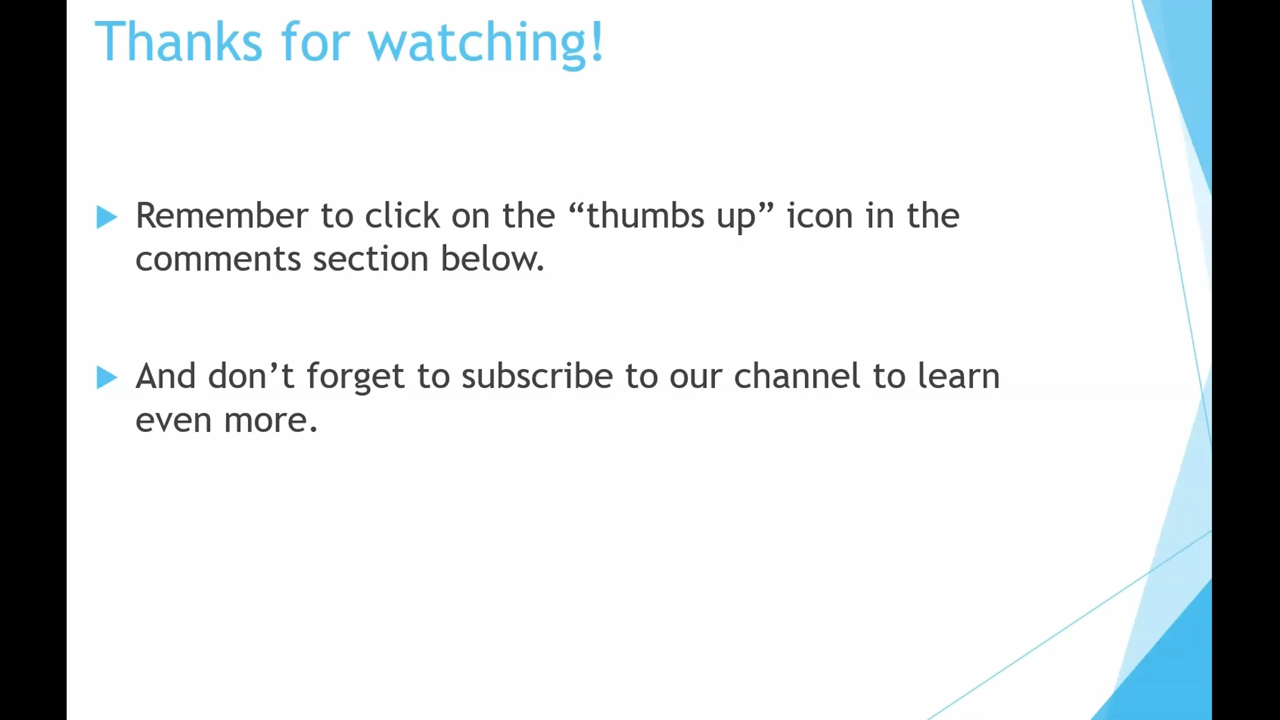 Thanks for watching!
Remember to click on the “thumbs up” icon in the
comments section below.
And don’t forget to subscribe to our channel to learn
even more.